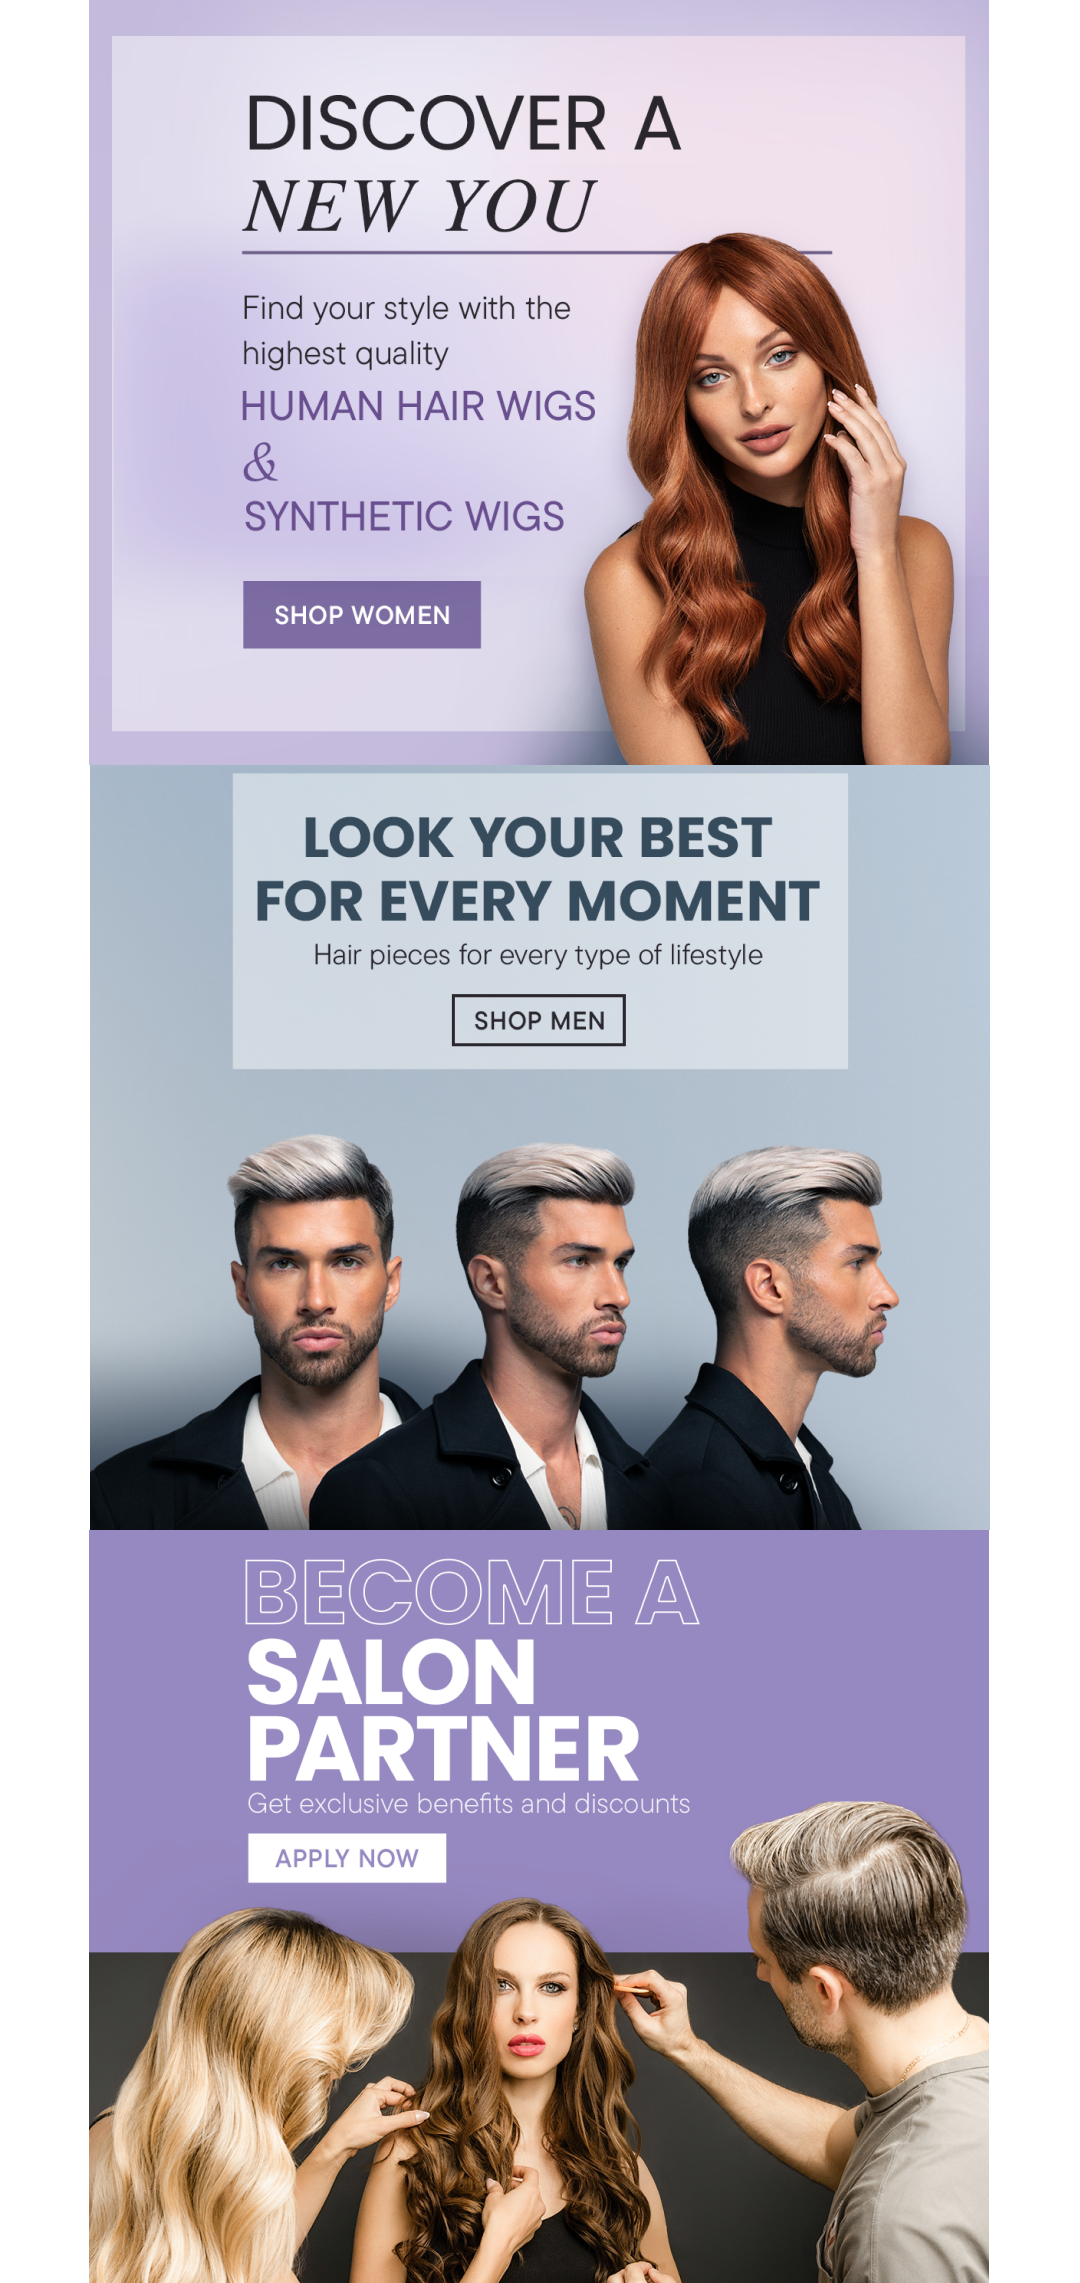 DISCOVER A
NEW YOU
Find your style with the
highest quality
HUMAN HAIR WIGS
&
SYNTHETIC WIGS
SHOP WOMEN
LOOK YOUR BEST
FOR EVERY MOMENT
Hair pieces for every type of lifestyle
SHOP MEN
BECOME A
SALON
PARTNER
Get exclusive benefits and discounts
APPLY NOW